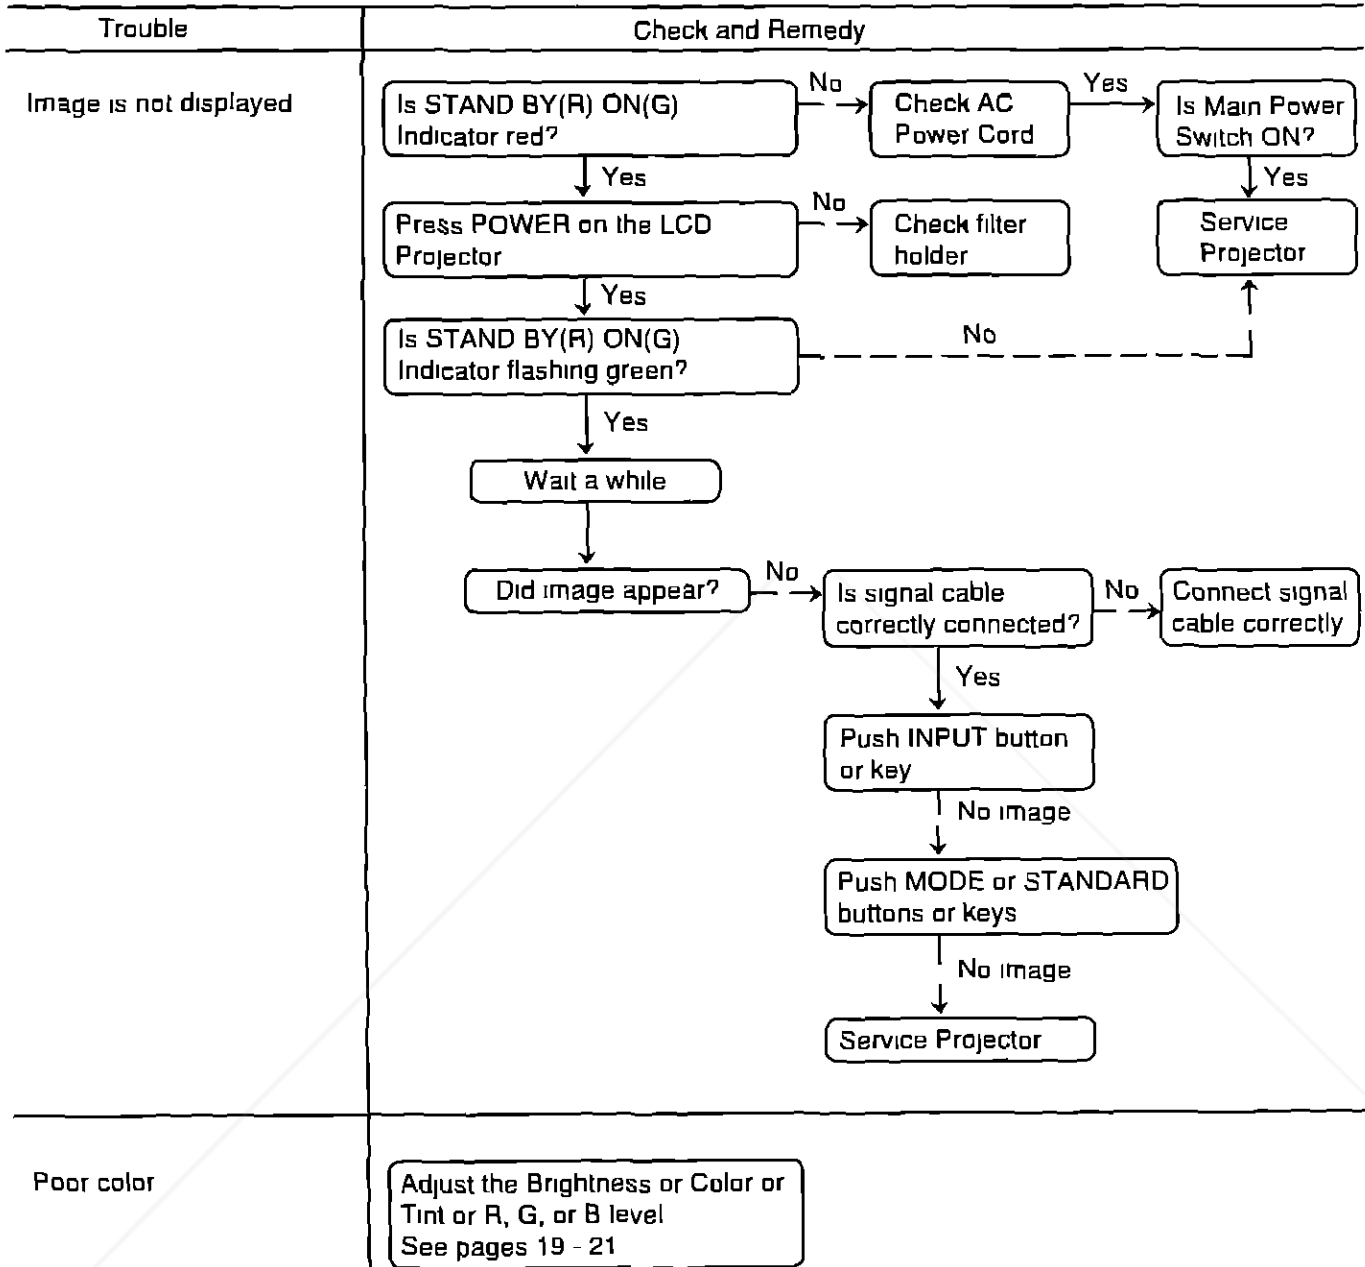 Trouble
Check and Remedy
Image is not displayed
Is STAND BY(R) ON(G)
Indicator red?
No
Check AC
Power Cord
Yes
Is Main Power
Switch ON?
Yes
Yes
Press POWER on the LCD
Projector
No
Check filter
holder
Service
Projector
Yes
Is STAND BY(R) ON(G)
Indicator flashing green?
No
Yes
Wait a while
Did image appear?
No
Is signal cable
correctly connected?
No
Connect signal
cable correctly
Yes
Push INPUT button
or key
No image
Push MODE or STANDARD
buttons or keys
No image
Service Projector
Poor color
Adjust the Brightness or Color or
Tint or R, G, or B level
See pages 19 - 21